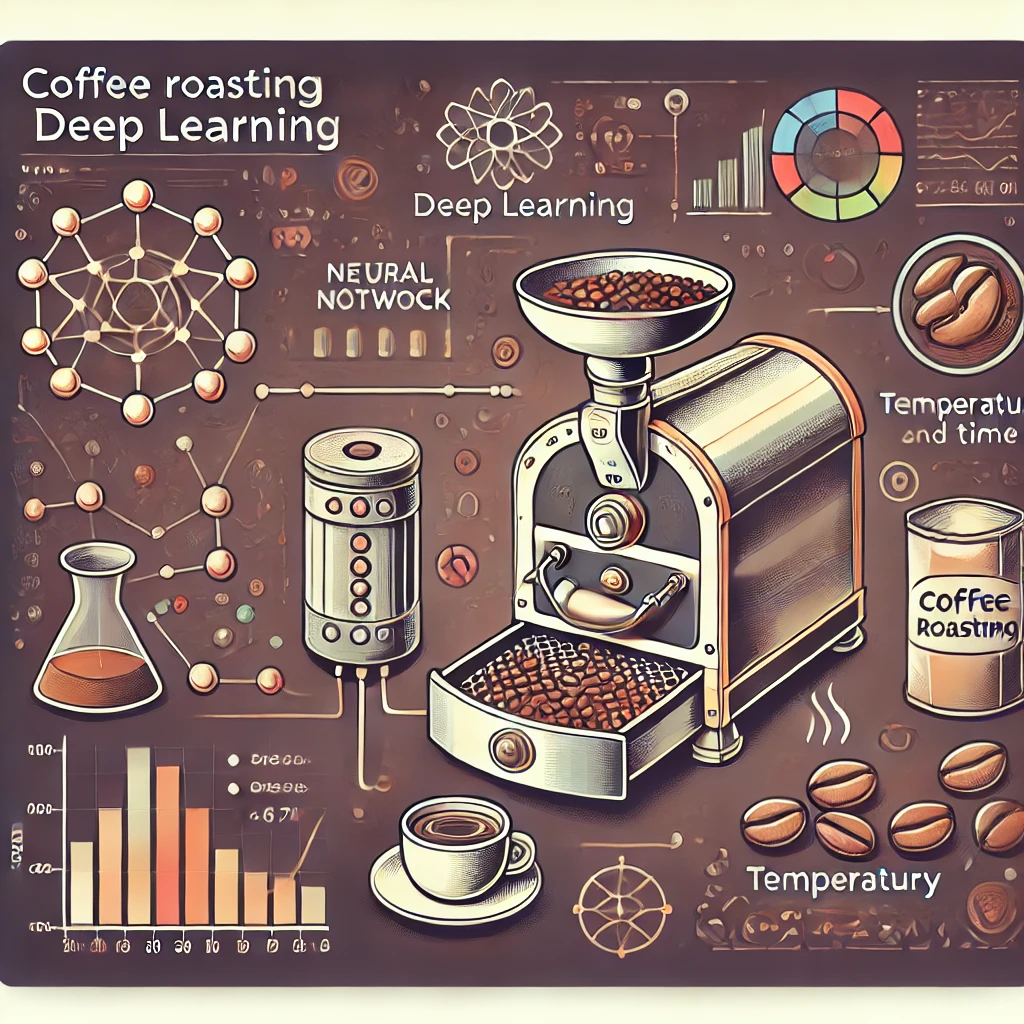 Coffee roasting
Deep Learning
Deep Learning
NEURAL
NOTWOCK
Temperatu
and time
COFFEE
ROASTING
Temperatury